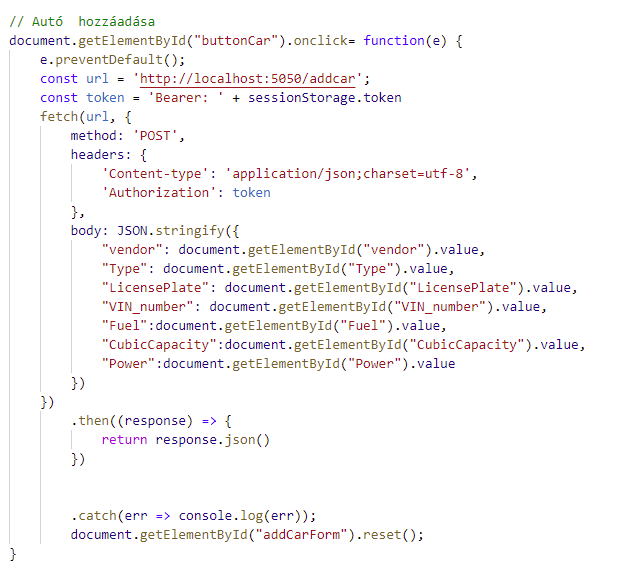 // Autó  hozzáadása
document.getElementById("buttonCar").onclick= function(e) {
    e.preventDefault();
    const url = 'http://localhost:5050/addcar';
    const token = 'Bearer: ' + sessionStorage.token
    fetch(url, {
        method: 'POST',
        headers: {
            'Content-type': 'application/json;charset=utf-8',
            'Authorization': token
        },
        body: JSON.stringify({
            "vendor": document.getElementById("vendor").value,
            "Type": document.getElementById("Type").value,
            "LicensePlate": document.getElementById("LicensePlate").value,
            "VIN_number": document.getElementById("VIN_number").value,
            "Fuel":document.getElementById("Fuel").value,
            "CubicCapacity":document.getElementById("CubicCapacity").value,
            "Power":document.getElementById("Power").value
        })
    })
        .then((response) => {
            return response.json()
        })
        .catch(err => console.log(err));
        document.getElementById("addCarForm").reset();
}